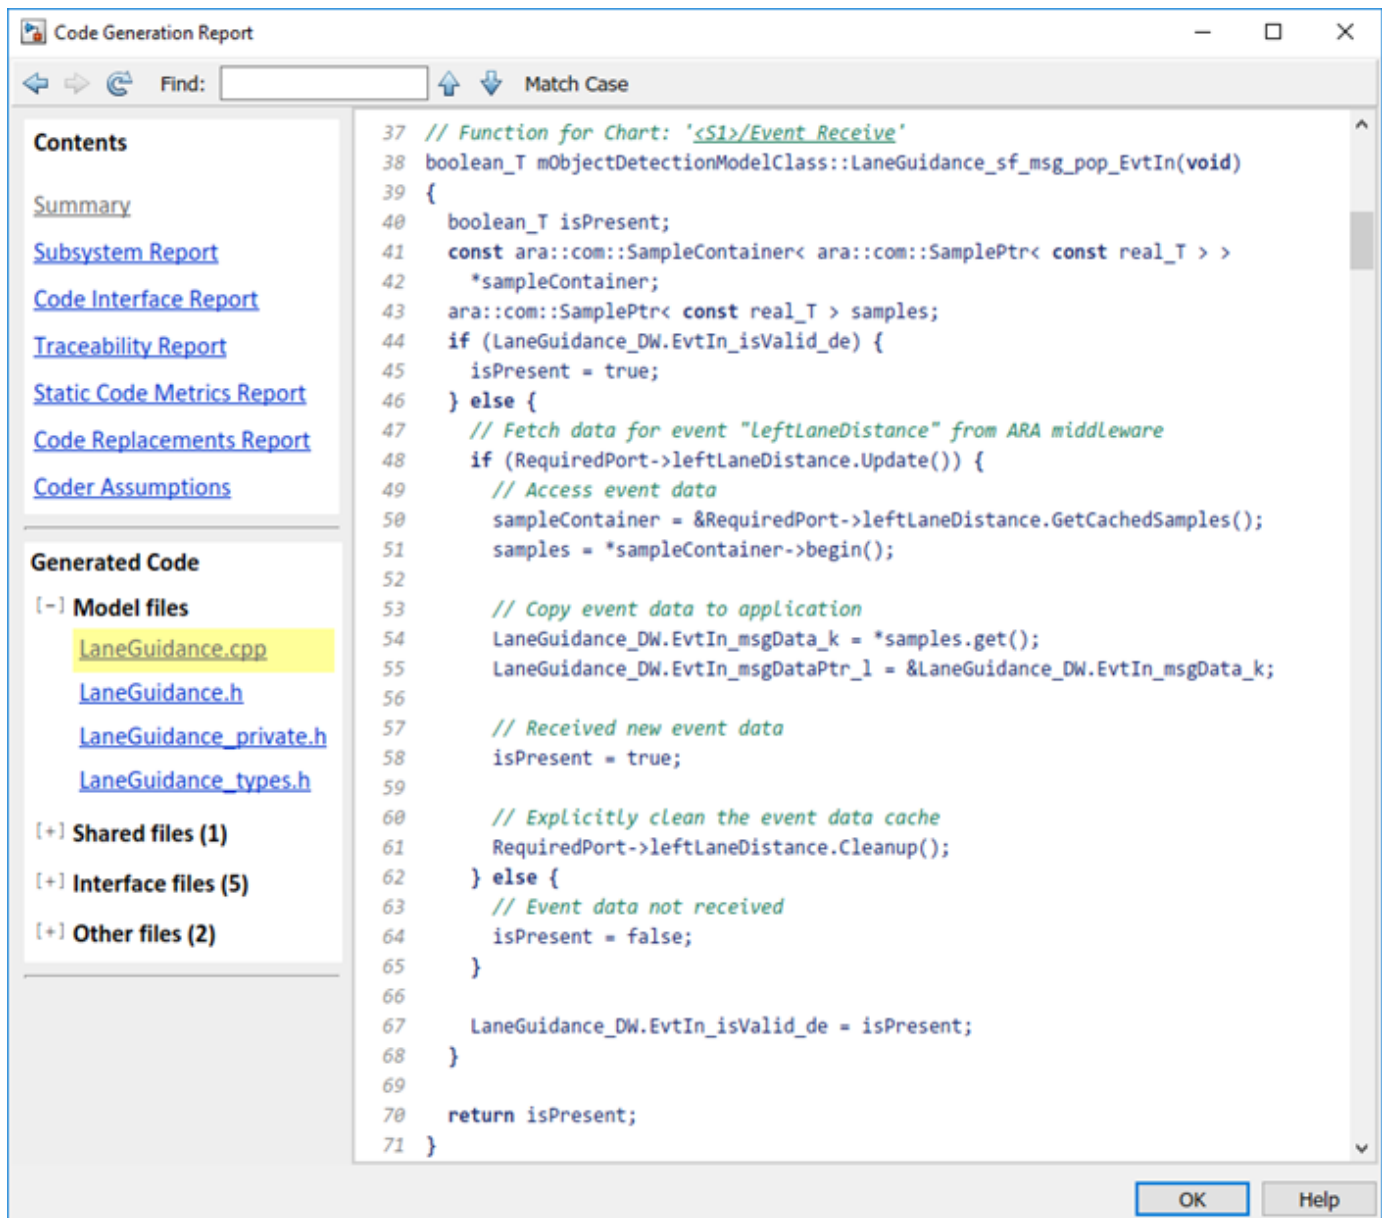 Code Generation Report
Find:
Match Case
Contents
Summary
Subsystem Report
Code Interface Report
Traceability Report
Static Code Metrics Report
Code Replacements Report
Coder Assumptions
Generated Code
[-] Model files
LaneGuidance.cpp
LaneGuidance.h
LaneGuidance_private.h
LaneGuidance_types.h
[+] Shared files (1)
[+] Interface files (5)
[+] Other files (2)
37 // Function for Chart: '<S1>/Event Receive'
38 boolean_T mObjectDetectionModelClass::LaneGuidance_sf_msg_pop_EvtIn(void)
39 {
40   boolean_T isPresent;
41   const ara::com::SampleContainer< ara::com::SamplePtr< const real_T > >
42     *sampleContainer;
43   ara::com::SamplePtr< const real_T > samples;
44   if (LaneGuidance_DW.EvtIn_isValid_de) {
45     isPresent = true;
46   } else {
47     // Fetch data for event "leftLaneDistance" from ARA middleware
48     if (RequiredPort->leftLaneDistance.Update()) {
49       // Access event data
50       sampleContainer = &RequiredPort->leftLaneDistance.GetCachedSamples();
51       samples = *sampleContainer->begin();
52
53       // Copy event data to application
54       LaneGuidance_DW.EvtIn_msgData_k = *samples.get();
55       LaneGuidance_DW.EvtIn_msgDataPtr_l = &LaneGuidance_DW.EvtIn_msgData_k;
56
57       // Received new event data
58       isPresent = true;
59
60       // Explicitly clean the event data cache
61       RequiredPort->leftLaneDistance.Cleanup();
62     } else {
63       // Event data not received
64       isPresent = false;
65     }
66
67     LaneGuidance_DW.EvtIn_isValid_de = isPresent;
68   }
69
70   return isPresent;
71 }
OK
Help